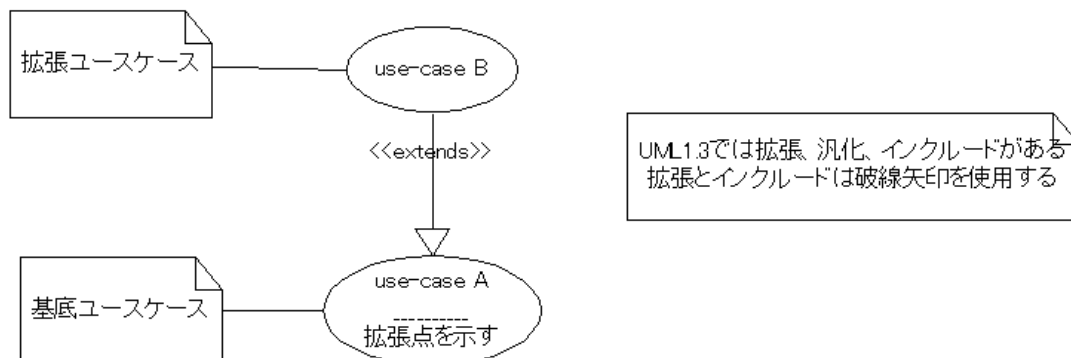 拡張ユースケース
use-case B
<<extends>>
UML1.3では拡張、汎化、インクルードがある
拡張とインクルードは破線矢印を使用する
基底ユースケース
use-case A
----------
拡張点を示す